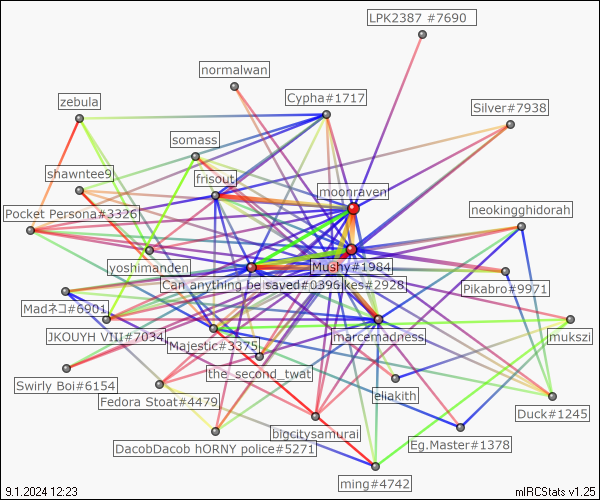 LPK2387 #7690
normalwan
Cypha#1717
zebula
Silver#7938
somass
shawntee9
frisout
moonraven
Pocket Persona#3326
neokingghidorah
yoshimanden
Mushy#1984
Can anything be saved#0396
ikes#2928
Pikabro#9971
Madネコ#6901
JKOUYH VIII#7034
Majestic#3375
marcemadness
mukszi
the_second_twat
Swirly Boi#6154
Fedora Stoat#4479
eliakith
Duck#1245
bigcitysamurai
DacobDacob hORNY police#5271
Eg.Master#1378
ming#4742
9.1.2024 12:23
mIRCStats v1.25